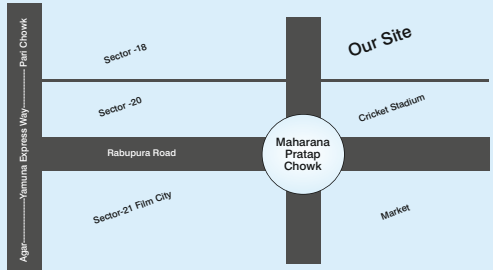 Agar---------------Yamuna Express Way------------ Pari Chowk
Sector -18
Our Site
Sector -20
Cricket Stadium
Rabupura Road
Maharana
Pratap
Chowk
Sector-21 Film City
Market